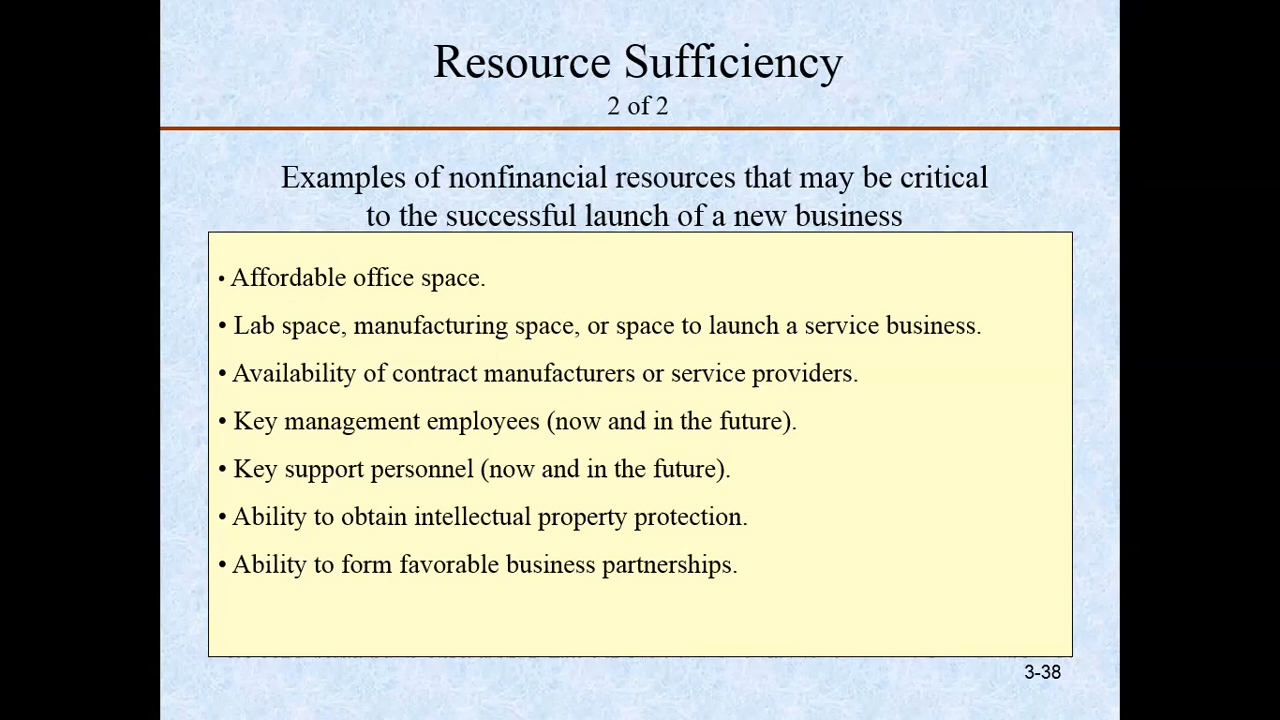 Resource Sufficiency
2 of 2
Examples of nonfinancial resources that may be critical
to the successful launch of a new business
• Affordable office space.
• Lab space, manufacturing space, or space to launch a service business.
• Availability of contract manufacturers or service providers.
• Key management employees (now and in the future).
• Key support personnel (now and in the future).
• Ability to obtain intellectual property protection.
• Ability to form favorable business partnerships.
3-38